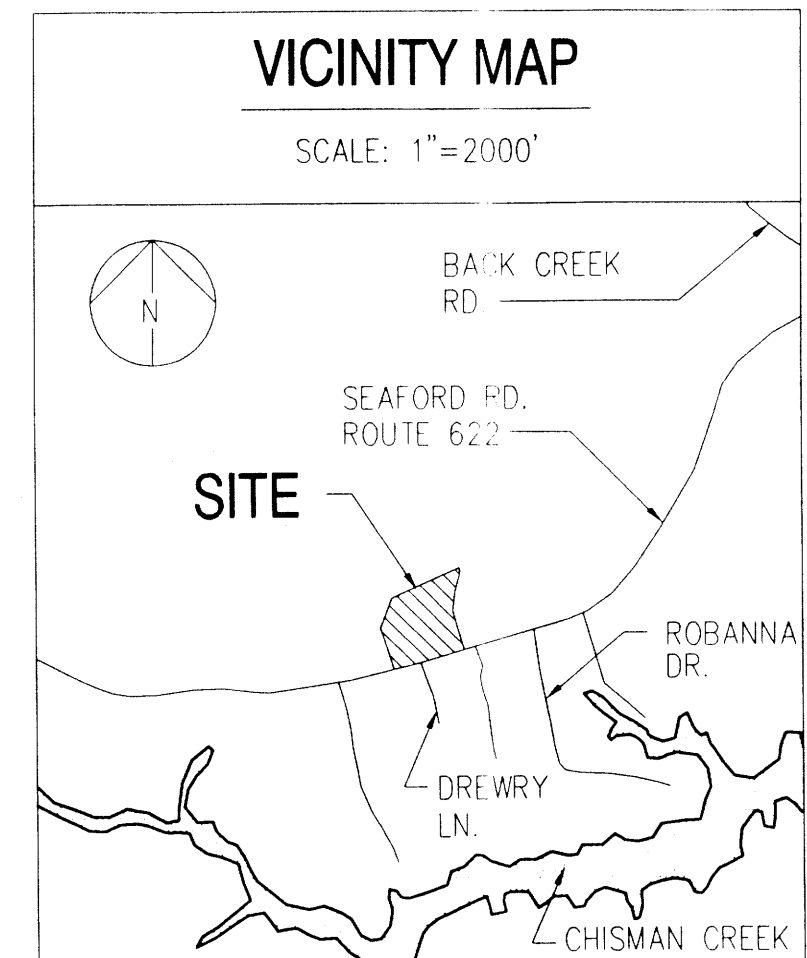 VICINITY MAP
SCALE: 1"=2000'
N
BACK CREEK
RD.
SEAFORD RD.
ROUTE 622
SITE
ROBANNA
DR.
DREWRY
LN.
CHISMAN CREEK